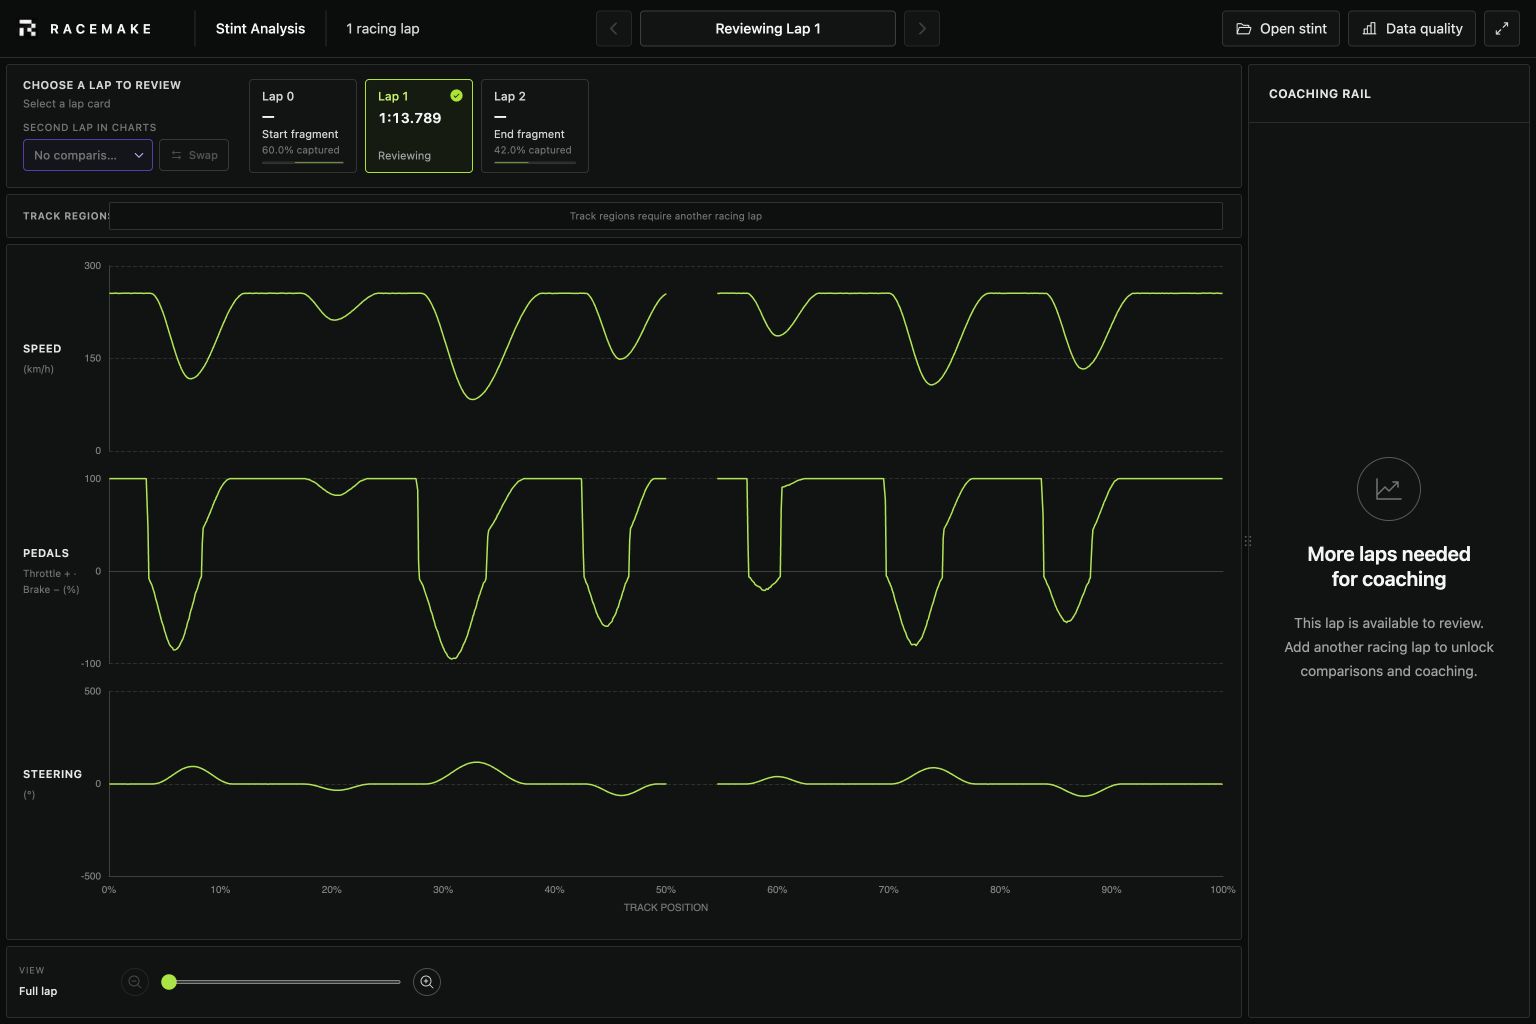 RACEMAKE
Stint Analysis
1 racing lap
Reviewing Lap 1
Open stint
Data quality
CHOOSE A LAP TO REVIEW
Select a lap card
SECOND LAP IN CHARTS
No comparis...
Swap
Lap 0
—
Start fragment
60.0% captured
Lap 1
1:13.789
Reviewing
Lap 2
—
End fragment
42.0% captured
COACHING RAIL
TRACK REGION
Track regions require another racing lap
SPEED
(km/h)
300
150
0
PEDALS
Throttle + ·
Brake − (%)
100
0
-100
STEERING
(°)
500
0
-500
0%
10%
20%
30%
40%
50%
60%
70%
80%
90%
100%
TRACK POSITION
More laps needed
for coaching
This lap is available to review.
Add another racing lap to unlock
comparisons and coaching.
VIEW
Full lap